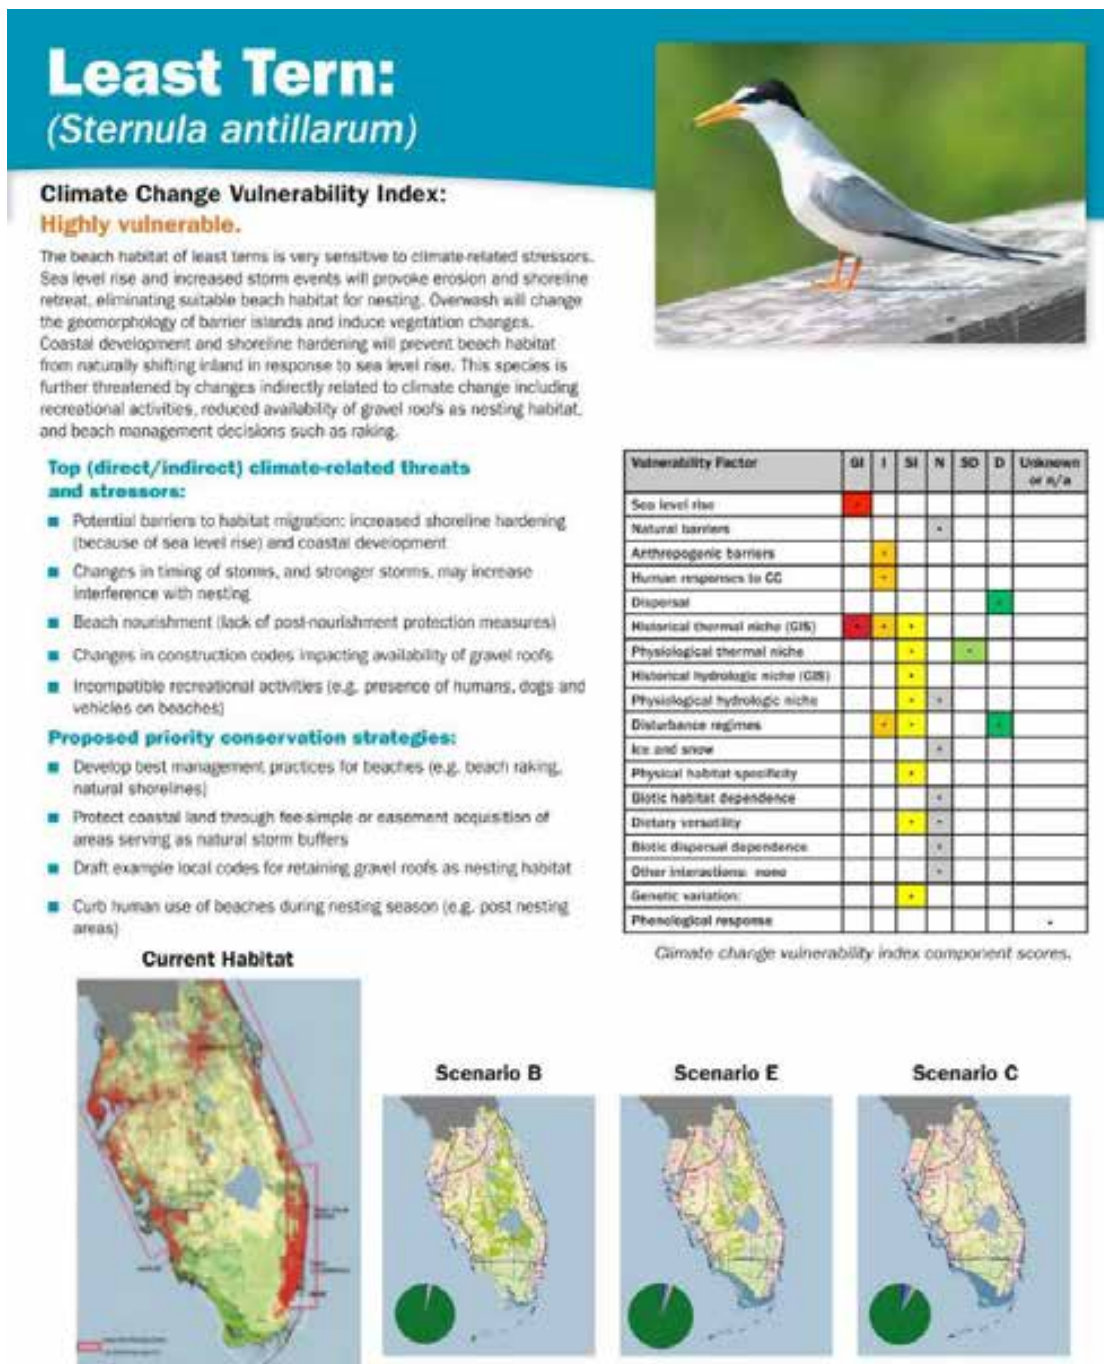 Least Tern:
(Sternula antillarum)
Climate Change Vulnerability Index:
Highly vulnerable.
The beach habitat of least terns is very sensitive to climate-related stressors.
Sea level rise and increased storm events will provoke erosion and shoreline
retreat, eliminating suitable beach habitat for nesting. Overwash will change
the geomorphology of barrier islands and induce vegetation changes.
Coastal development and shoreline hardening will prevent beach habitat
from naturally shifting inland in response to sea level rise. This species is
further threatened by changes indirectly related to climate change including
recreational activities, reduced availability of gravel roofs as nesting habitat,
and beach management decisions such as raking.
Top (direct/indirect) climate-related threats
and stressors:
■ Potential barriers to habitat migration: increased shoreline hardening
(because of sea level rise) and coastal development
■ Changes in timing of storms, and stronger storms, may increase
interference with nesting
■ Beach nourishment (lack of post-nourishment protection measures)
■ Changes in construction codes impacting availability of gravel roofs
■ Incompatible recreational activities (e.g. presence of humans, dogs and
vehicles on beaches)
Proposed priority conservation strategies:
■ Develop best management practices for beaches (e.g. beach raking,
natural shorelines)
■ Protect coastal land through fee-simple or easement acquisition of
areas serving as natural storm buffers
■ Draft example local codes for retaining gravel roofs as nesting habitat
■ Curb human use of beaches during nesting season (e.g. post nesting
areas)
Vulnerability Factor GI I SI N SD D Unknown
or n/a
Sea level rise
Natural barriers
Anthropogenic barriers
Human responses to CC
Dispersal
Historical thermal niche (GIS)
Physiological thermal niche
Historical hydrologic niche (GIS)
Physiological hydrologic niche
Disturbance regimes
Ice and snow
Physical habitat specificity
Biotic habitat dependence
Dietary versatility
Biotic dispersal dependence
Other interactions: none
Genetic variation:
Phenological response
Climate change vulnerability index component scores.
Current Habitat
Scenario B
Scenario E
Scenario C